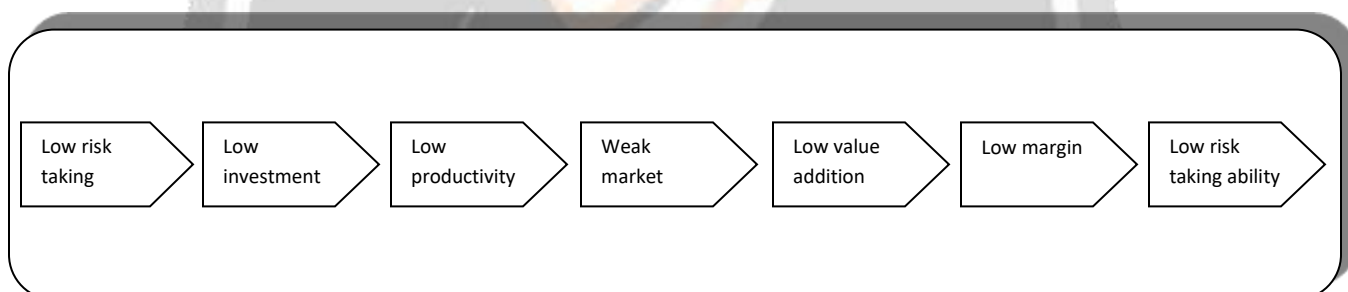 Low risk
taking
Low
investment
Low
productivity
Weak
market
Low value
addition
Low margin
Low risk
taking ability